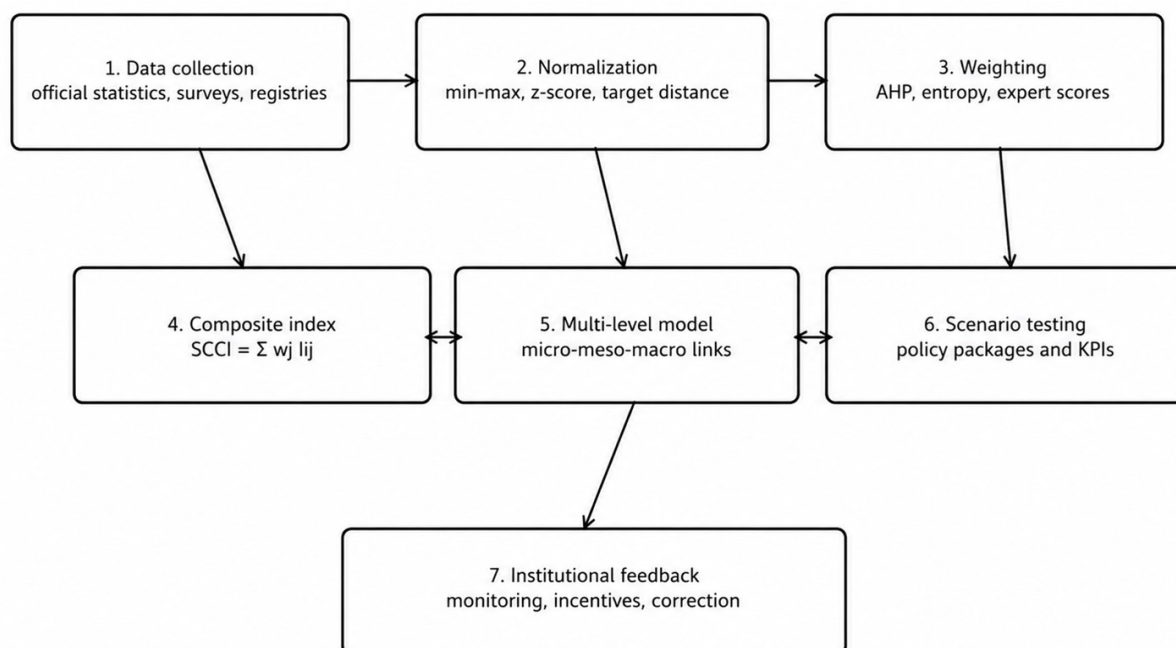 1. Data collection
official statistics, surveys, registries
2. Normalization
min-max, z-score, target distance
3. Weighting
AHP, entropy, expert scores
4. Composite index
SCCI = Σ wj Iij
5. Multi-level model
micro-meso-macro links
6. Scenario testing
policy packages and KPIs
7. Institutional feedback
monitoring, incentives, correction